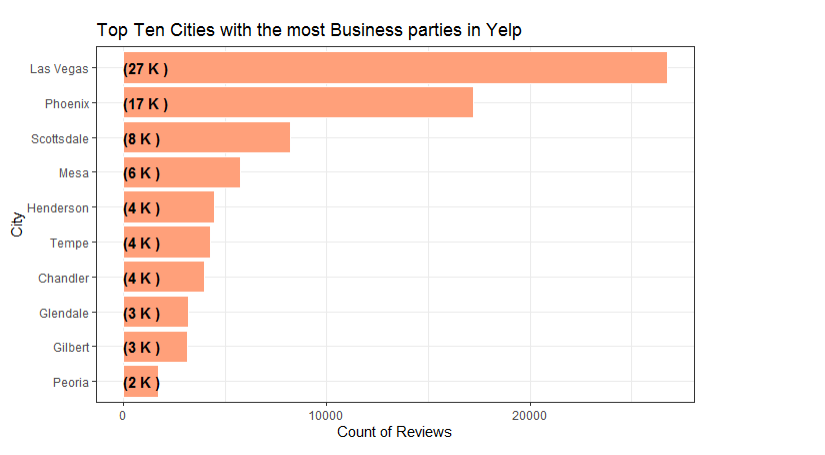 Top Ten Cities with the most Business parties in Yelp
City
Las Vegas (27 K )
Phoenix (17 K )
Scottsdale (8 K )
Mesa (6 K )
Henderson (4 K )
Tempe (4 K )
Chandler (4 K )
Glendale (3 K )
Gilbert (3 K )
Peoria (2 K )
0 10000 20000
Count of Reviews